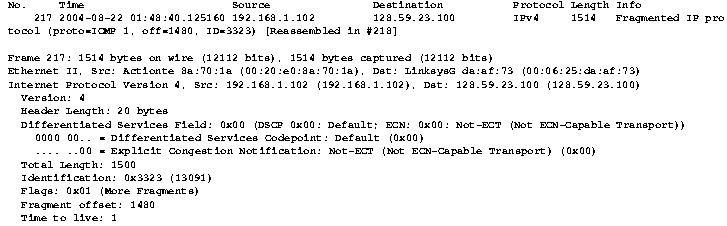 No. Time Source Destination Protocol Length Info
217 2004-08-22 01:48:40.125160 192.168.1.102 128.59.23.100 IPv4 1514 Fragmented IP pro
tocol (proto=ICMP 1, off=1480, ID=3323) [Reassembled in #218]
Frame 217: 1514 bytes on wire (12112 bits), 1514 bytes captured (12112 bits)
Ethernet II, Src: Actionte 8a:70:1a (00:20:e0:8a:70:1a), Dst: LinksysG da:af:73 (00:06:25:da:af:73)
Internet Protocol Version 4, Src: 192.168.1.102 (192.168.1.102), Dst: 128.59.23.100 (128.59.23.100)
Version: 4
Header Length: 20 bytes
Differentiated Services Field: 0x00 (DSCP 0x00: Default; ECN: 0x00: Not-ECT (Not ECN-Capable Transport))
0000 00.. = Differentiated Services Codepoint: Default (0x00)
.... ..00 = Explicit Congestion Notification: Not-ECT (Not ECN-Capable Transport) (0x00)
Total Length: 1500
Identification: 0x3323 (13091)
Flags: 0x01 (More Fragments)
Fragment offset: 1480
Time to live: 1